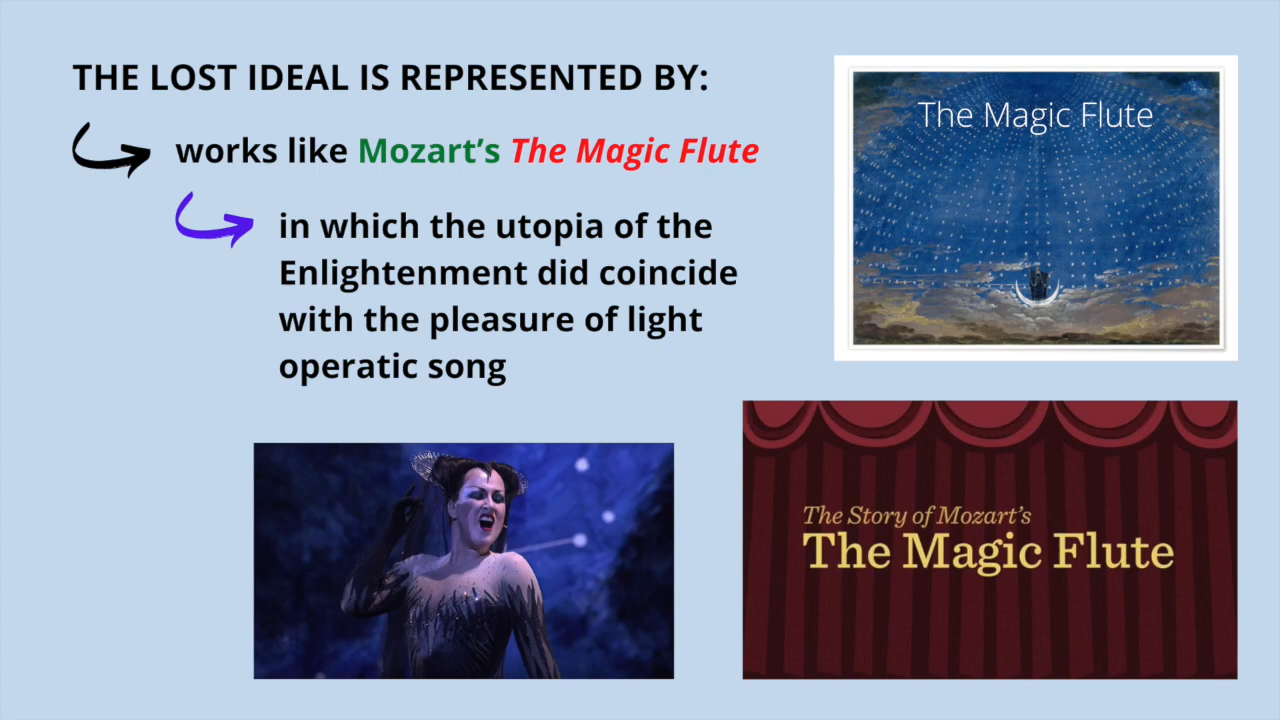 THE LOST IDEAL IS REPRESENTED BY:
works like Mozart’s The Magic Flute
in which the utopia of the
Enlightenment did coincide
with the pleasure of light
operatic song
The Magic Flute
The Story of Mozart’s
The Magic Flute